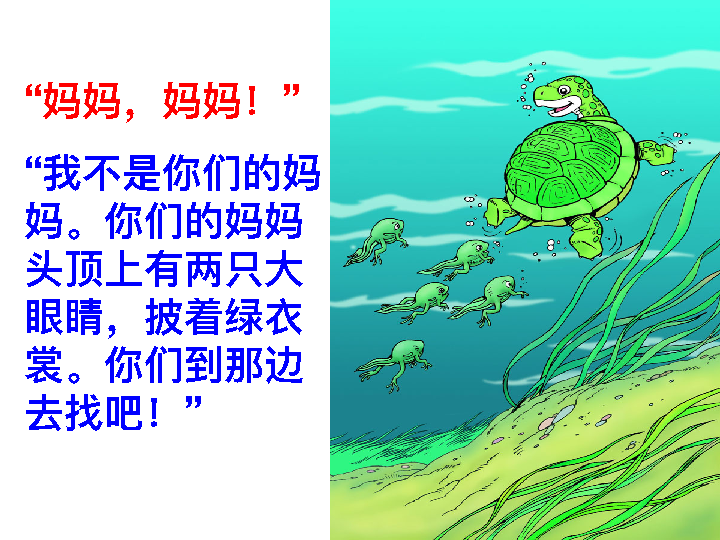 “妈妈，妈妈！”
“我不是你们的妈
妈。你们的妈妈
头顶上有两只大
眼睛，披着绿衣
裳。你们到那边
去找吧！”